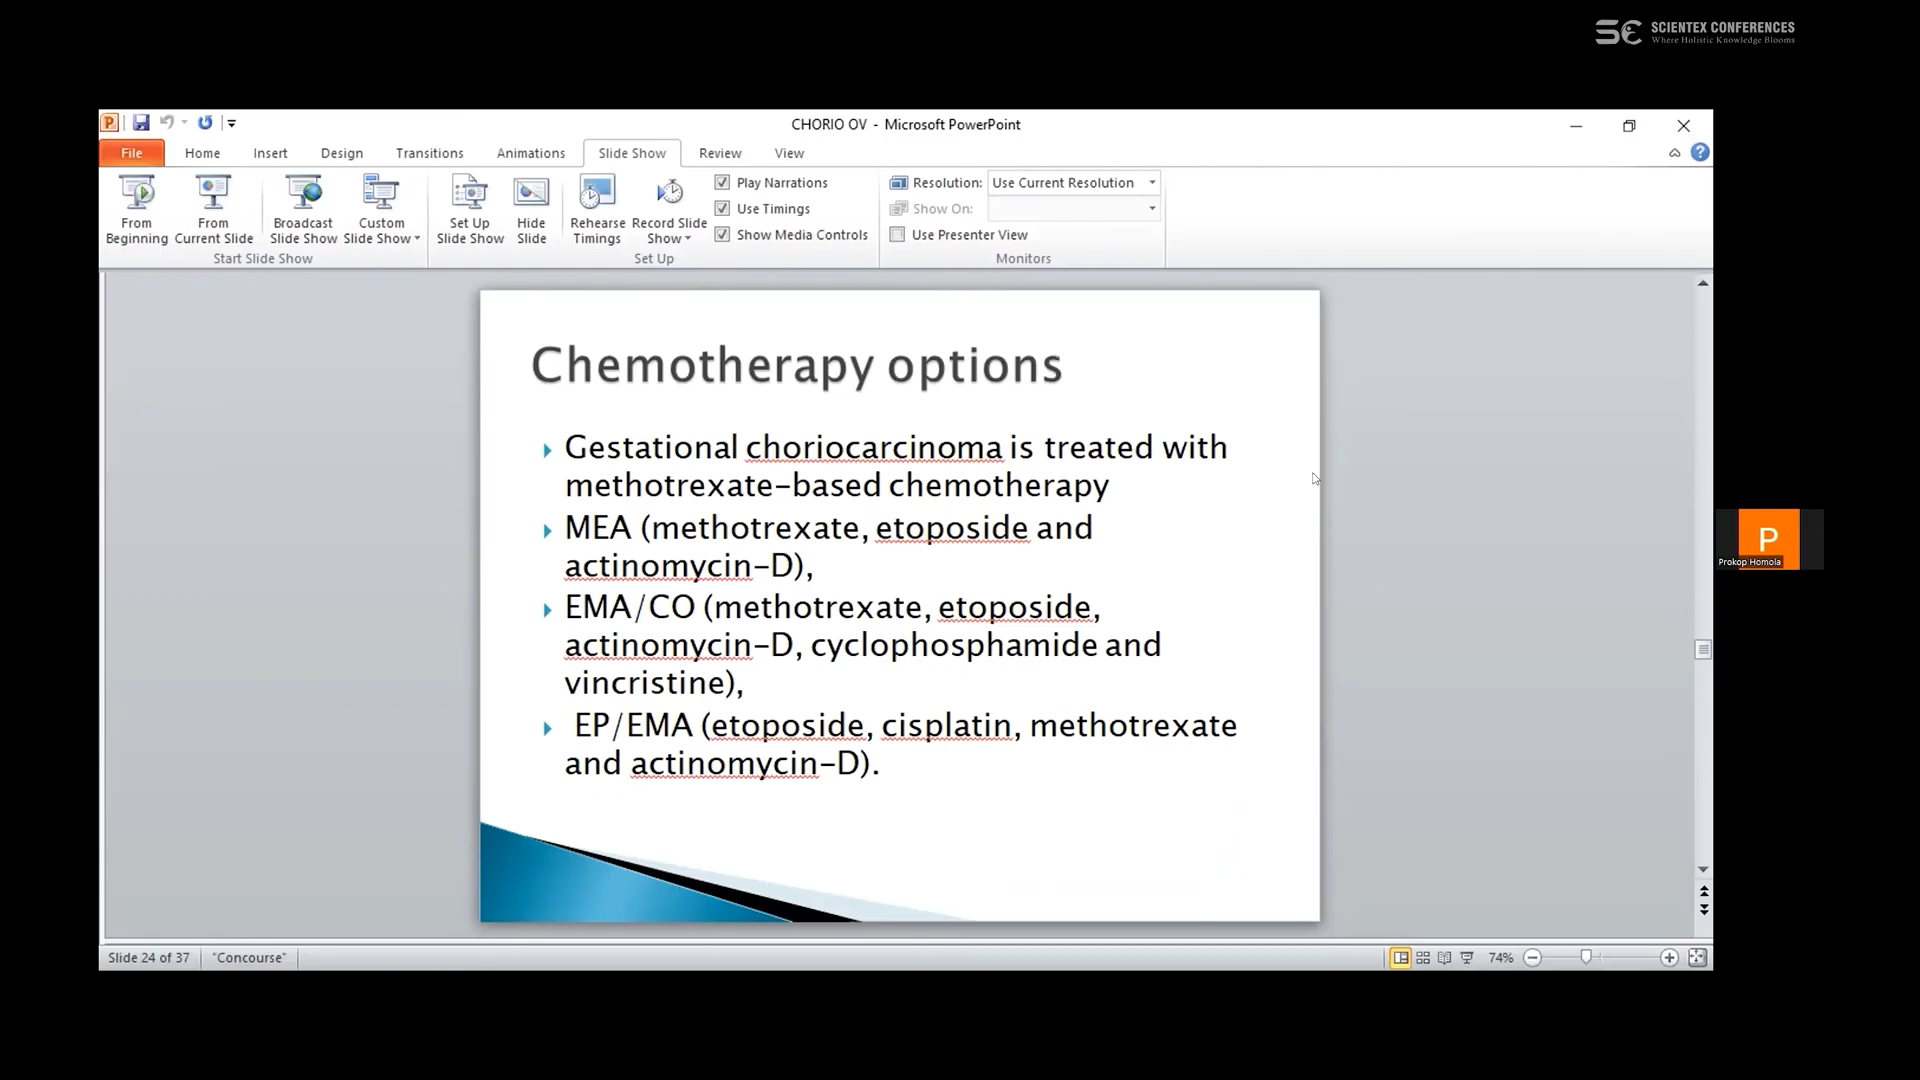 SCIENTEX CONFERENCES
Where Holistic Knowledge Blooms
CHORIO OV - Microsoft PowerPoint
File Home Insert Design Transitions Animations Slide Show Review View
From Beginning
From Current Slide
Broadcast Slide Show
Custom Slide Show
Start Slide Show
Set Up Slide Show
Hide Slide
Rehearse Timings
Record Slide Show
Play Narrations
Use Timings
Show Media Controls
Set Up
Resolution: Use Current Resolution
Show On:
Use Presenter View
Monitors
Chemotherapy options
Gestational choriocarcinoma is treated with
methotrexate-based chemotherapy
MEA (methotrexate, etoposide and
actinomycin-D),
EMA/CO (methotrexate, etoposide,
actinomycin-D, cyclophosphamide and
vincristine),
EP/EMA (etoposide, cisplatin, methotrexate
and actinomycin-D).
P
Prokop Homola
Slide 24 of 37 "Concourse" 74%